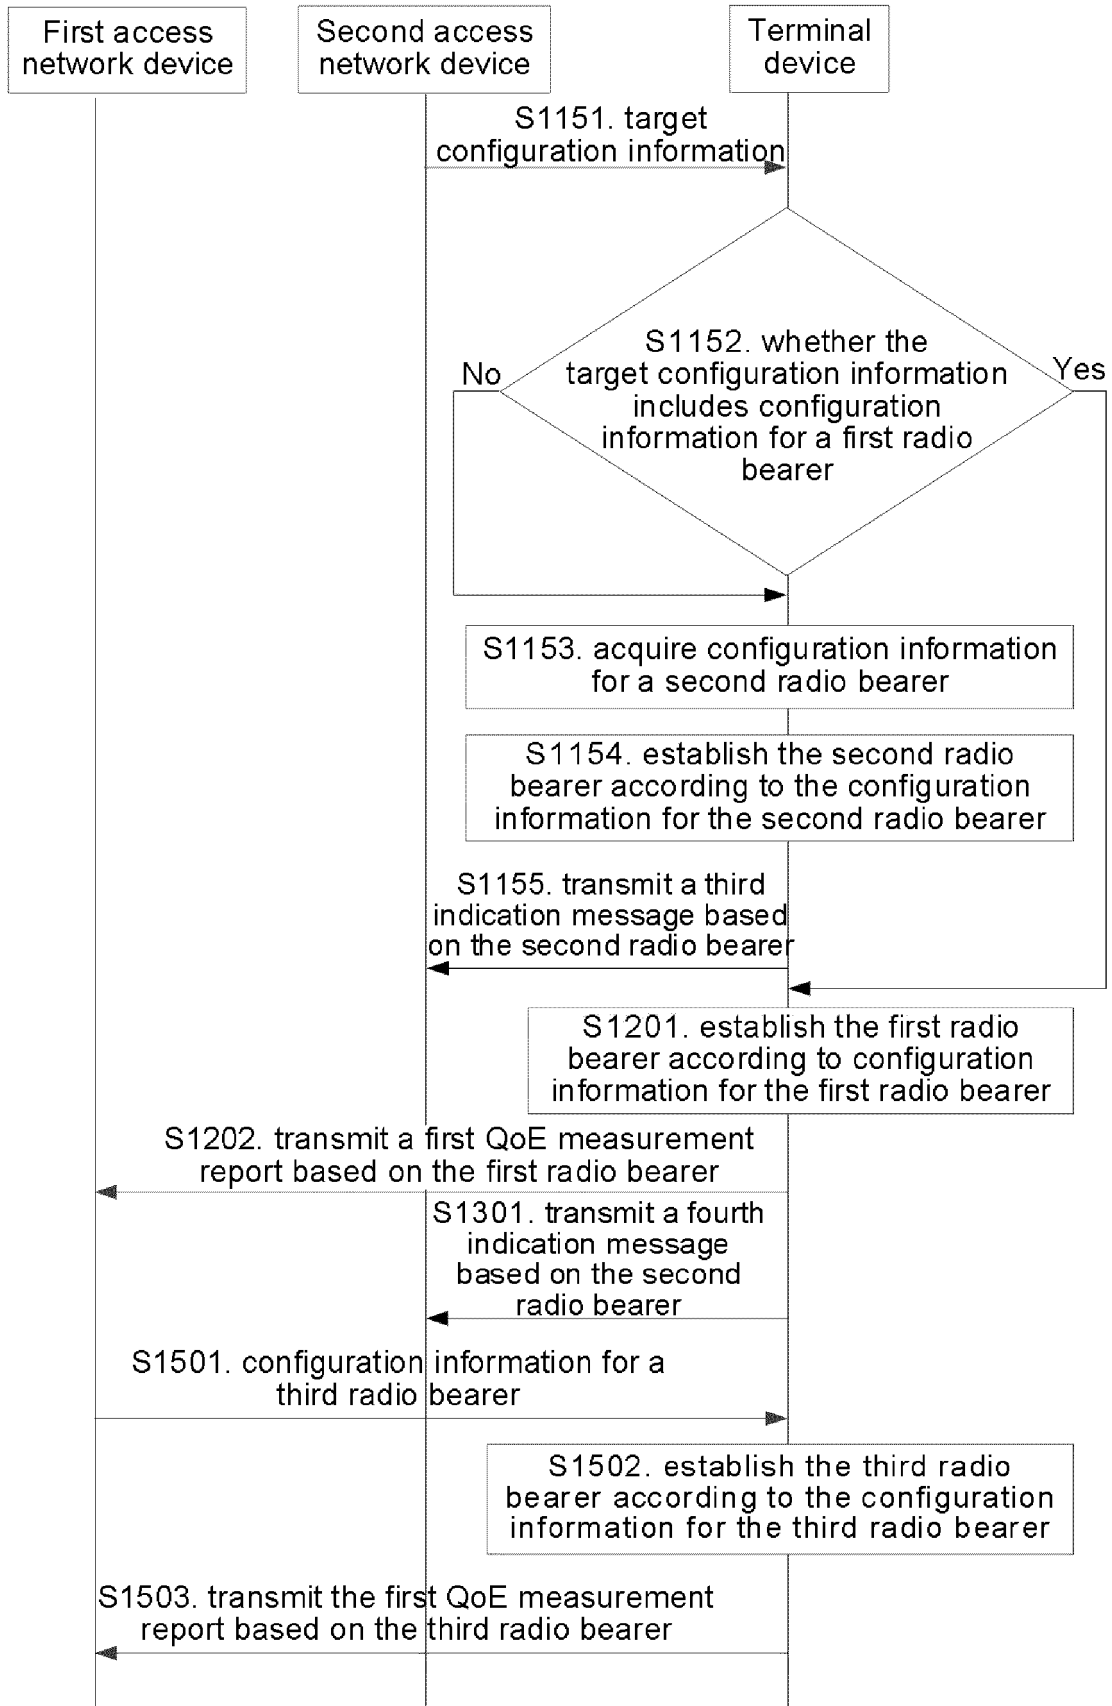 First access
network device
Second access
network device
Terminal
device
S1151. target
configuration information
S1152. whether the
target configuration information
includes configuration
information for a first radio
bearer
No
Yes
S1153. acquire configuration information
for a second radio bearer
S1154. establish the second radio
bearer according to the configuration
information for the second radio bearer
S1155. transmit a third
indication message based
on the second radio bearer
S1201. establish the first radio
bearer according to configuration
information for the first radio bearer
S1202. transmit a first QoE measurement
report based on the first radio bearer
S1301. transmit a fourth
indication message
based on the second
radio bearer
S1501. configuration information for a
third radio bearer
S1502. establish the third radio
bearer according to the configuration
information for the third radio bearer
S1503. transmit the first QoE measurement
report based on the third radio bearer